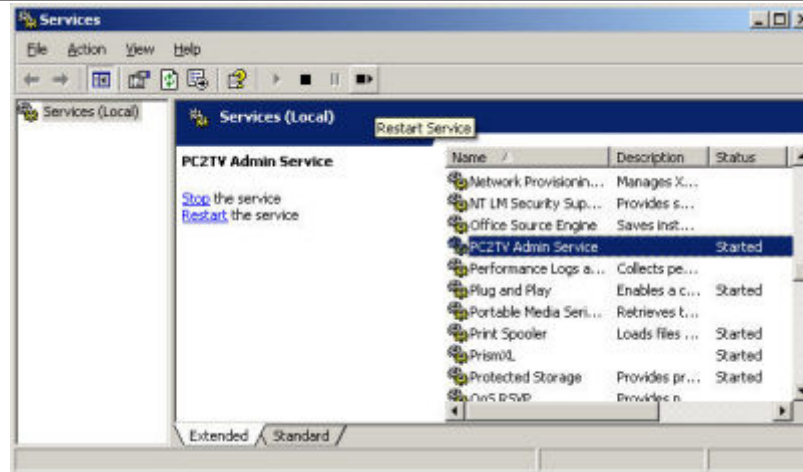 Services
File Action View Help
Services (Local)
Services (Local)
Restart Service
PC2TV Admin Service
Stop the service
Restart the service
Name Description Status
Network Provisionin... Manages X...
NT LM Security Sup... Provides s...
Office Source Engine Saves inst...
PC2TV Admin Service Started
Performance Logs a... Collects pe...
Plug and Play Enables a c... Started
Portable Media Seri... Retrieves t...
Print Spooler Loads files ... Started
PrismXL Started
Protected Storage Provides pr... Started
QoS RSVP Provides n
Extended Standard